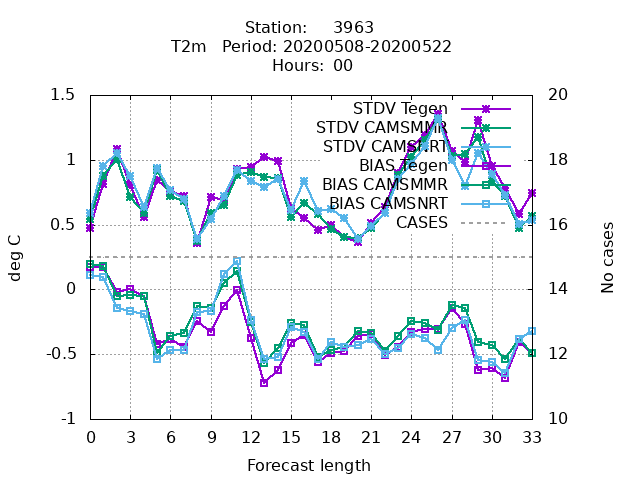 Station: 3963
T2m Period: 20200508-20200522
Hours: 00
1.5
1
0.5
0
-0.5
-1
20
18
16
14
12
10
deg C
No cases
STDV Tegen
STDV CAMSMMR
STDV CAMSNRT
BIAS Tegen
BIAS CAMSMMR
BIAS CAMSNRT
CASES
0 3 6 9 12 15 18 21 24 27 30 33
Forecast length